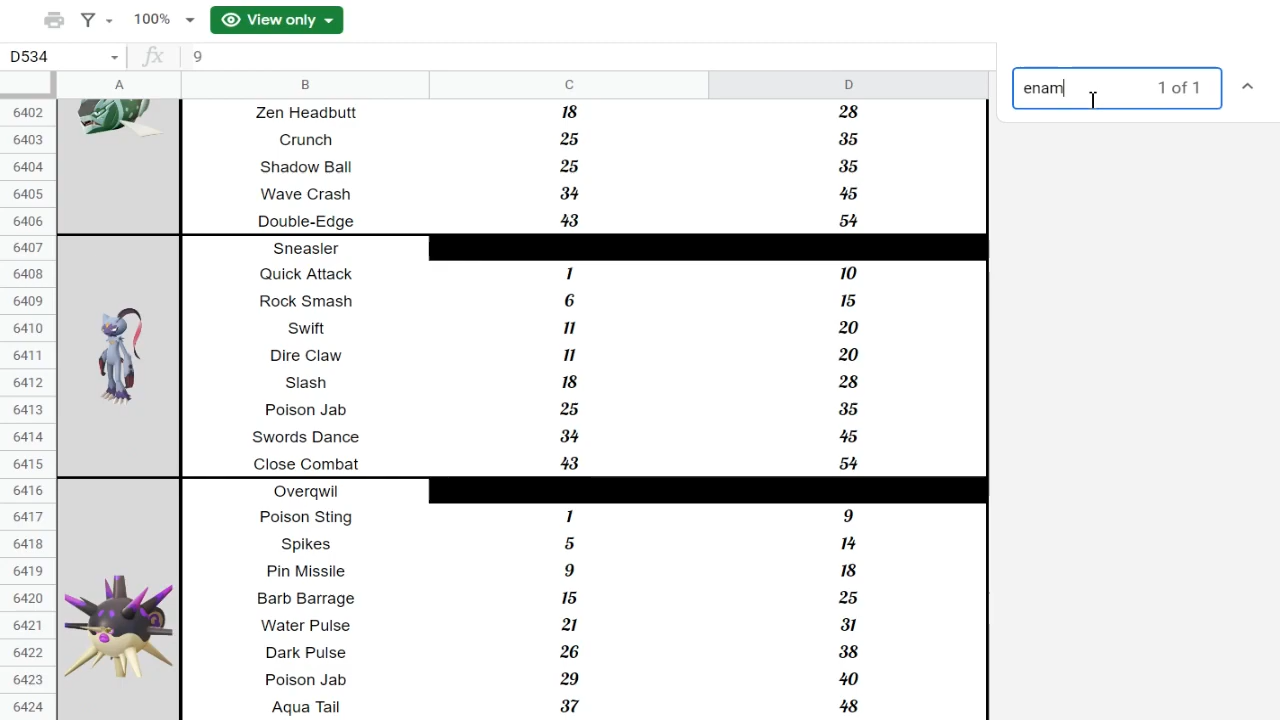 100% View only
D534 fx 9
enam 1 of 1
A B C D
6402 Zen Headbutt 18 28
6403 Crunch 25 35
6404 Shadow Ball 25 35
6405 Wave Crash 34 45
6406 Double-Edge 43 54
6407 Sneasler
6408 Quick Attack 1 10
6409 Rock Smash 6 15
6410 Swift 11 20
6411 Dire Claw 11 20
6412 Slash 18 28
6413 Poison Jab 25 35
6414 Swords Dance 34 45
6415 Close Combat 43 54
6416 Overqwil
6417 Poison Sting 1 9
6418 Spikes 5 14
6419 Pin Missile 9 18
6420 Barb Barrage 15 25
6421 Water Pulse 21 31
6422 Dark Pulse 26 38
6423 Poison Jab 29 40
6424 Aqua Tail 37 48